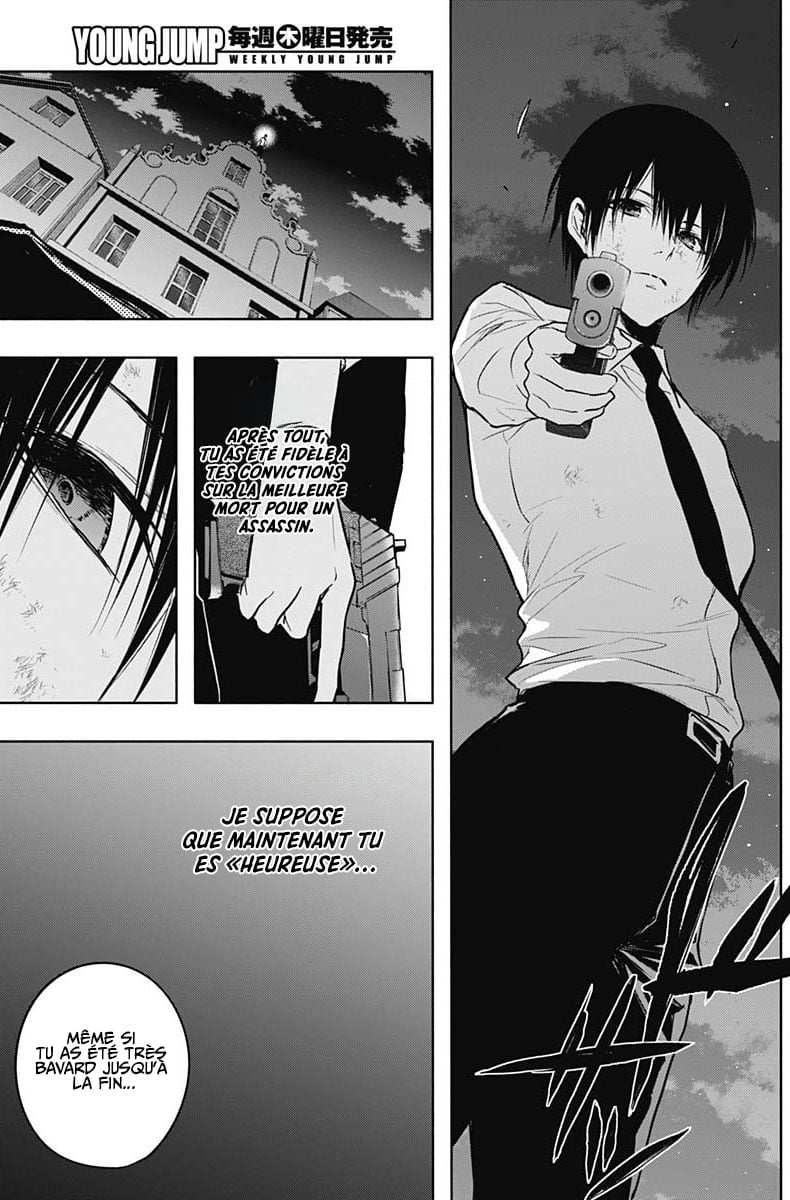 YOUNG JUMP 毎週木曜日発売
WEEKLY YOUNG JUMP
APRÈS TOUT,
TU AS ÉTÉ FIDÈLE À
TES CONVICTIONS
SUR LA MEILLEURE
MORT POUR UN
ASSASSIN.
JE SUPPOSE
QUE MAINTENANT TU
ES «HEUREUSE»...
MÊME SI
TU AS ÉTÉ TRÈS
BAVARD JUSQU'À
LA FIN...